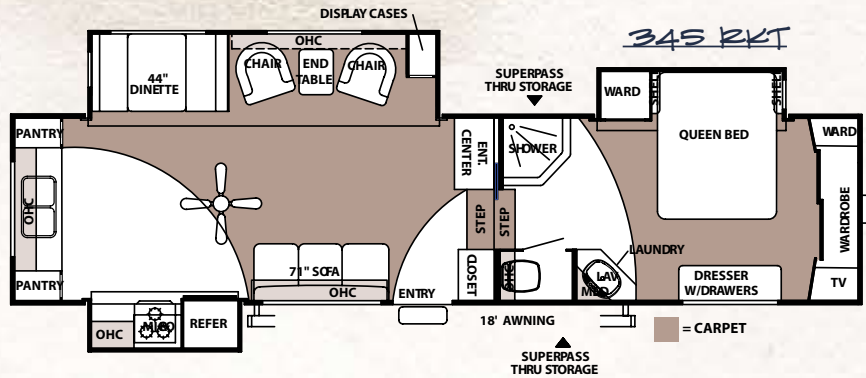 DISPLAY CASES
345 RKT
OHC
CHAIR
END
TABLE
CHAIR
44"
DINETTE
SUPERPASS
THRU STORAGE
WARD
SHELF
SHELF
QUEEN BED
PANTRY
OHC
PANTRY
ENT.
CENTER
SHOWER
WARD
WARDROBE
TV
STEP
STEP
71" SOFA
OHC
CLOSET
ENTRY
OHC
LAUNDRY
LAV
MED
DRESSER
W/DRAWERS
OHC
REFER
18' AWNING
= CARPET
SUPERPASS
THRU STORAGE